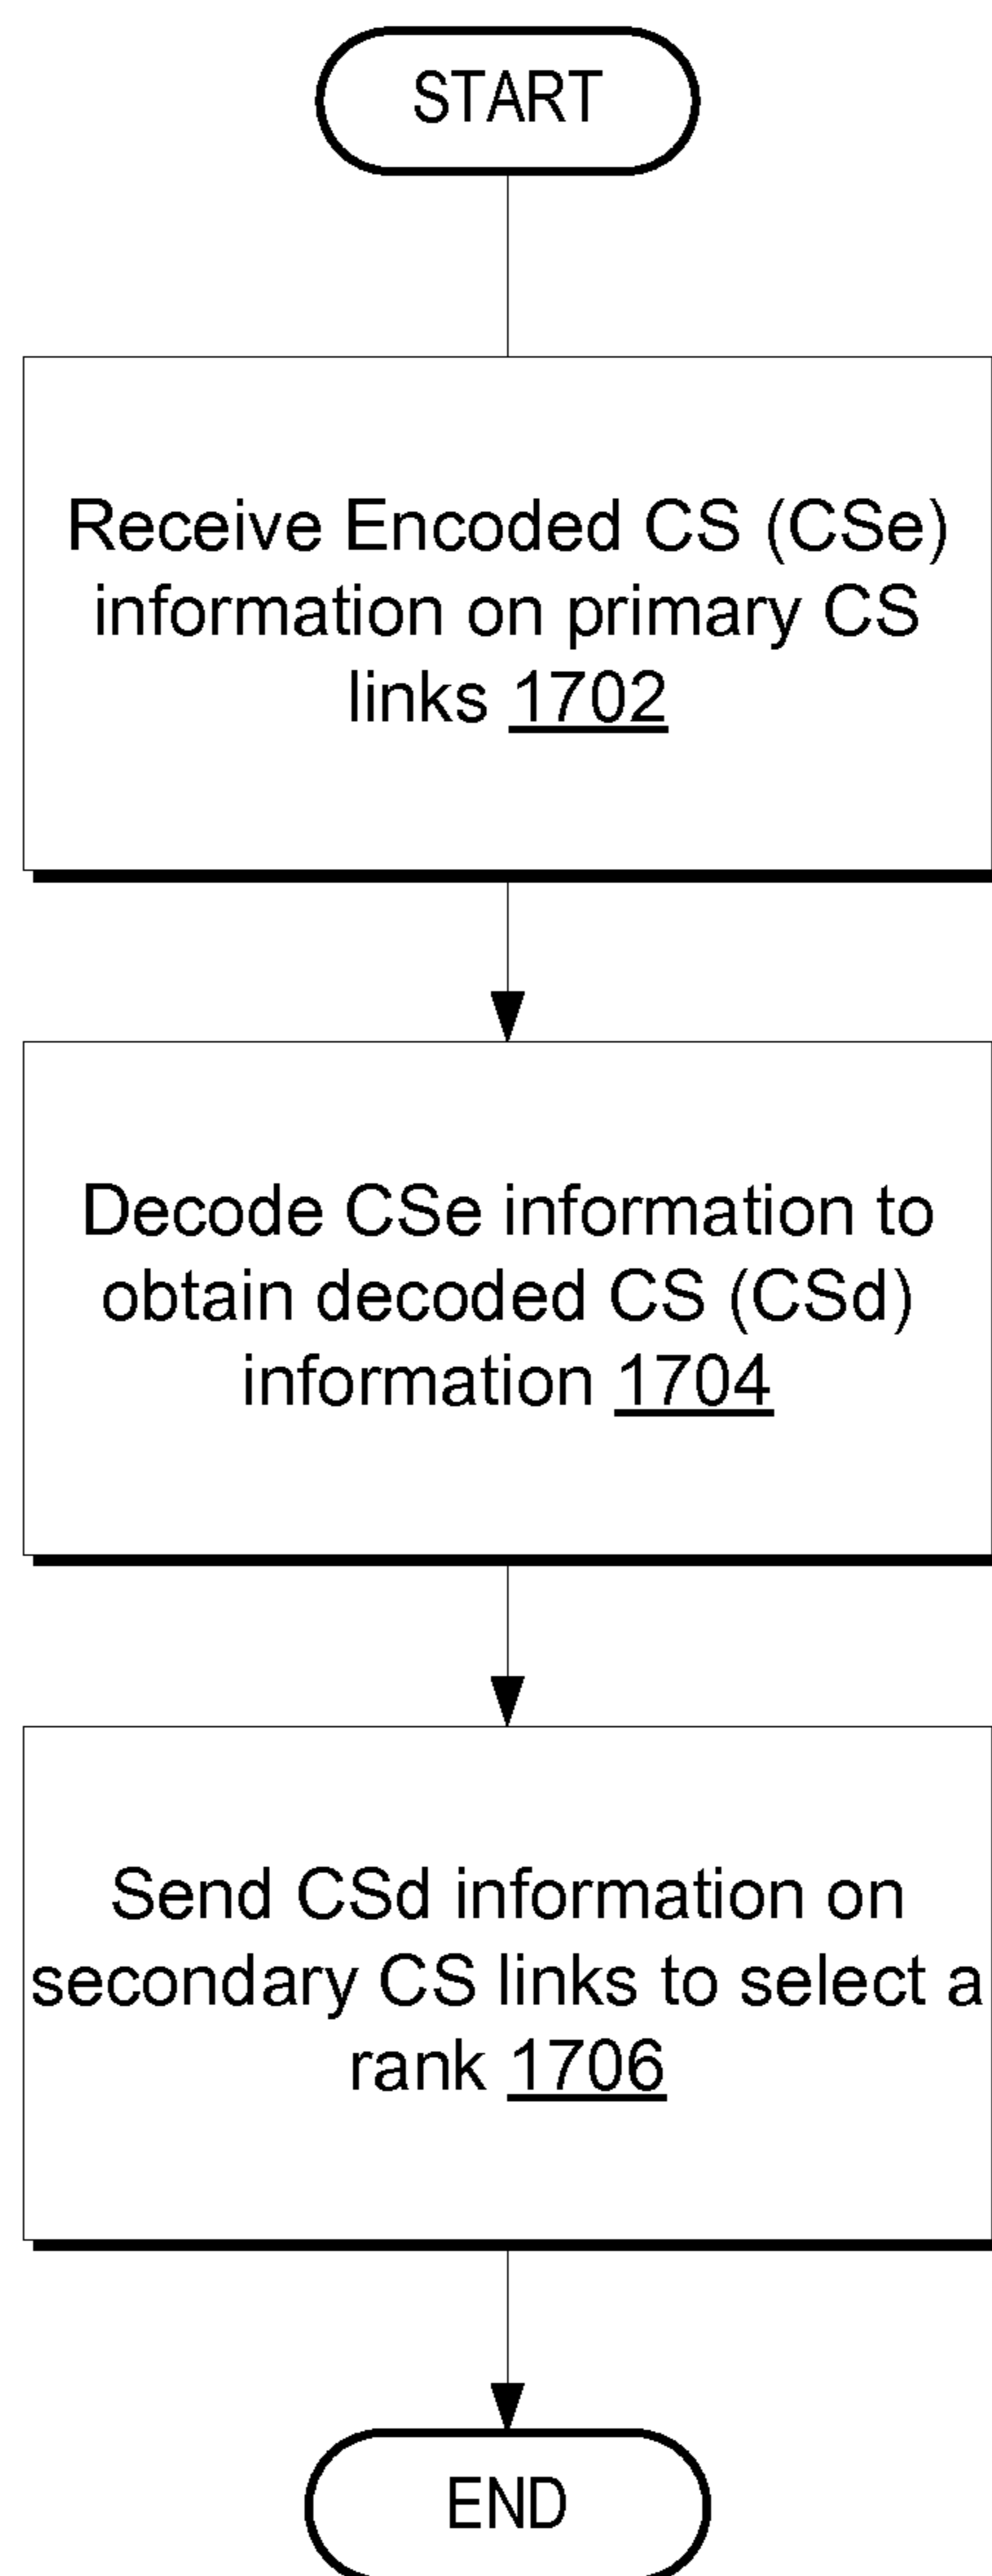 START
Receive Encoded CS (CSe)
information on primary CS
links 1702
Decode CSe information to
obtain decoded CS (CSd)
information 1704
Send CSd information on
secondary CS links to select a
rank 1706
END